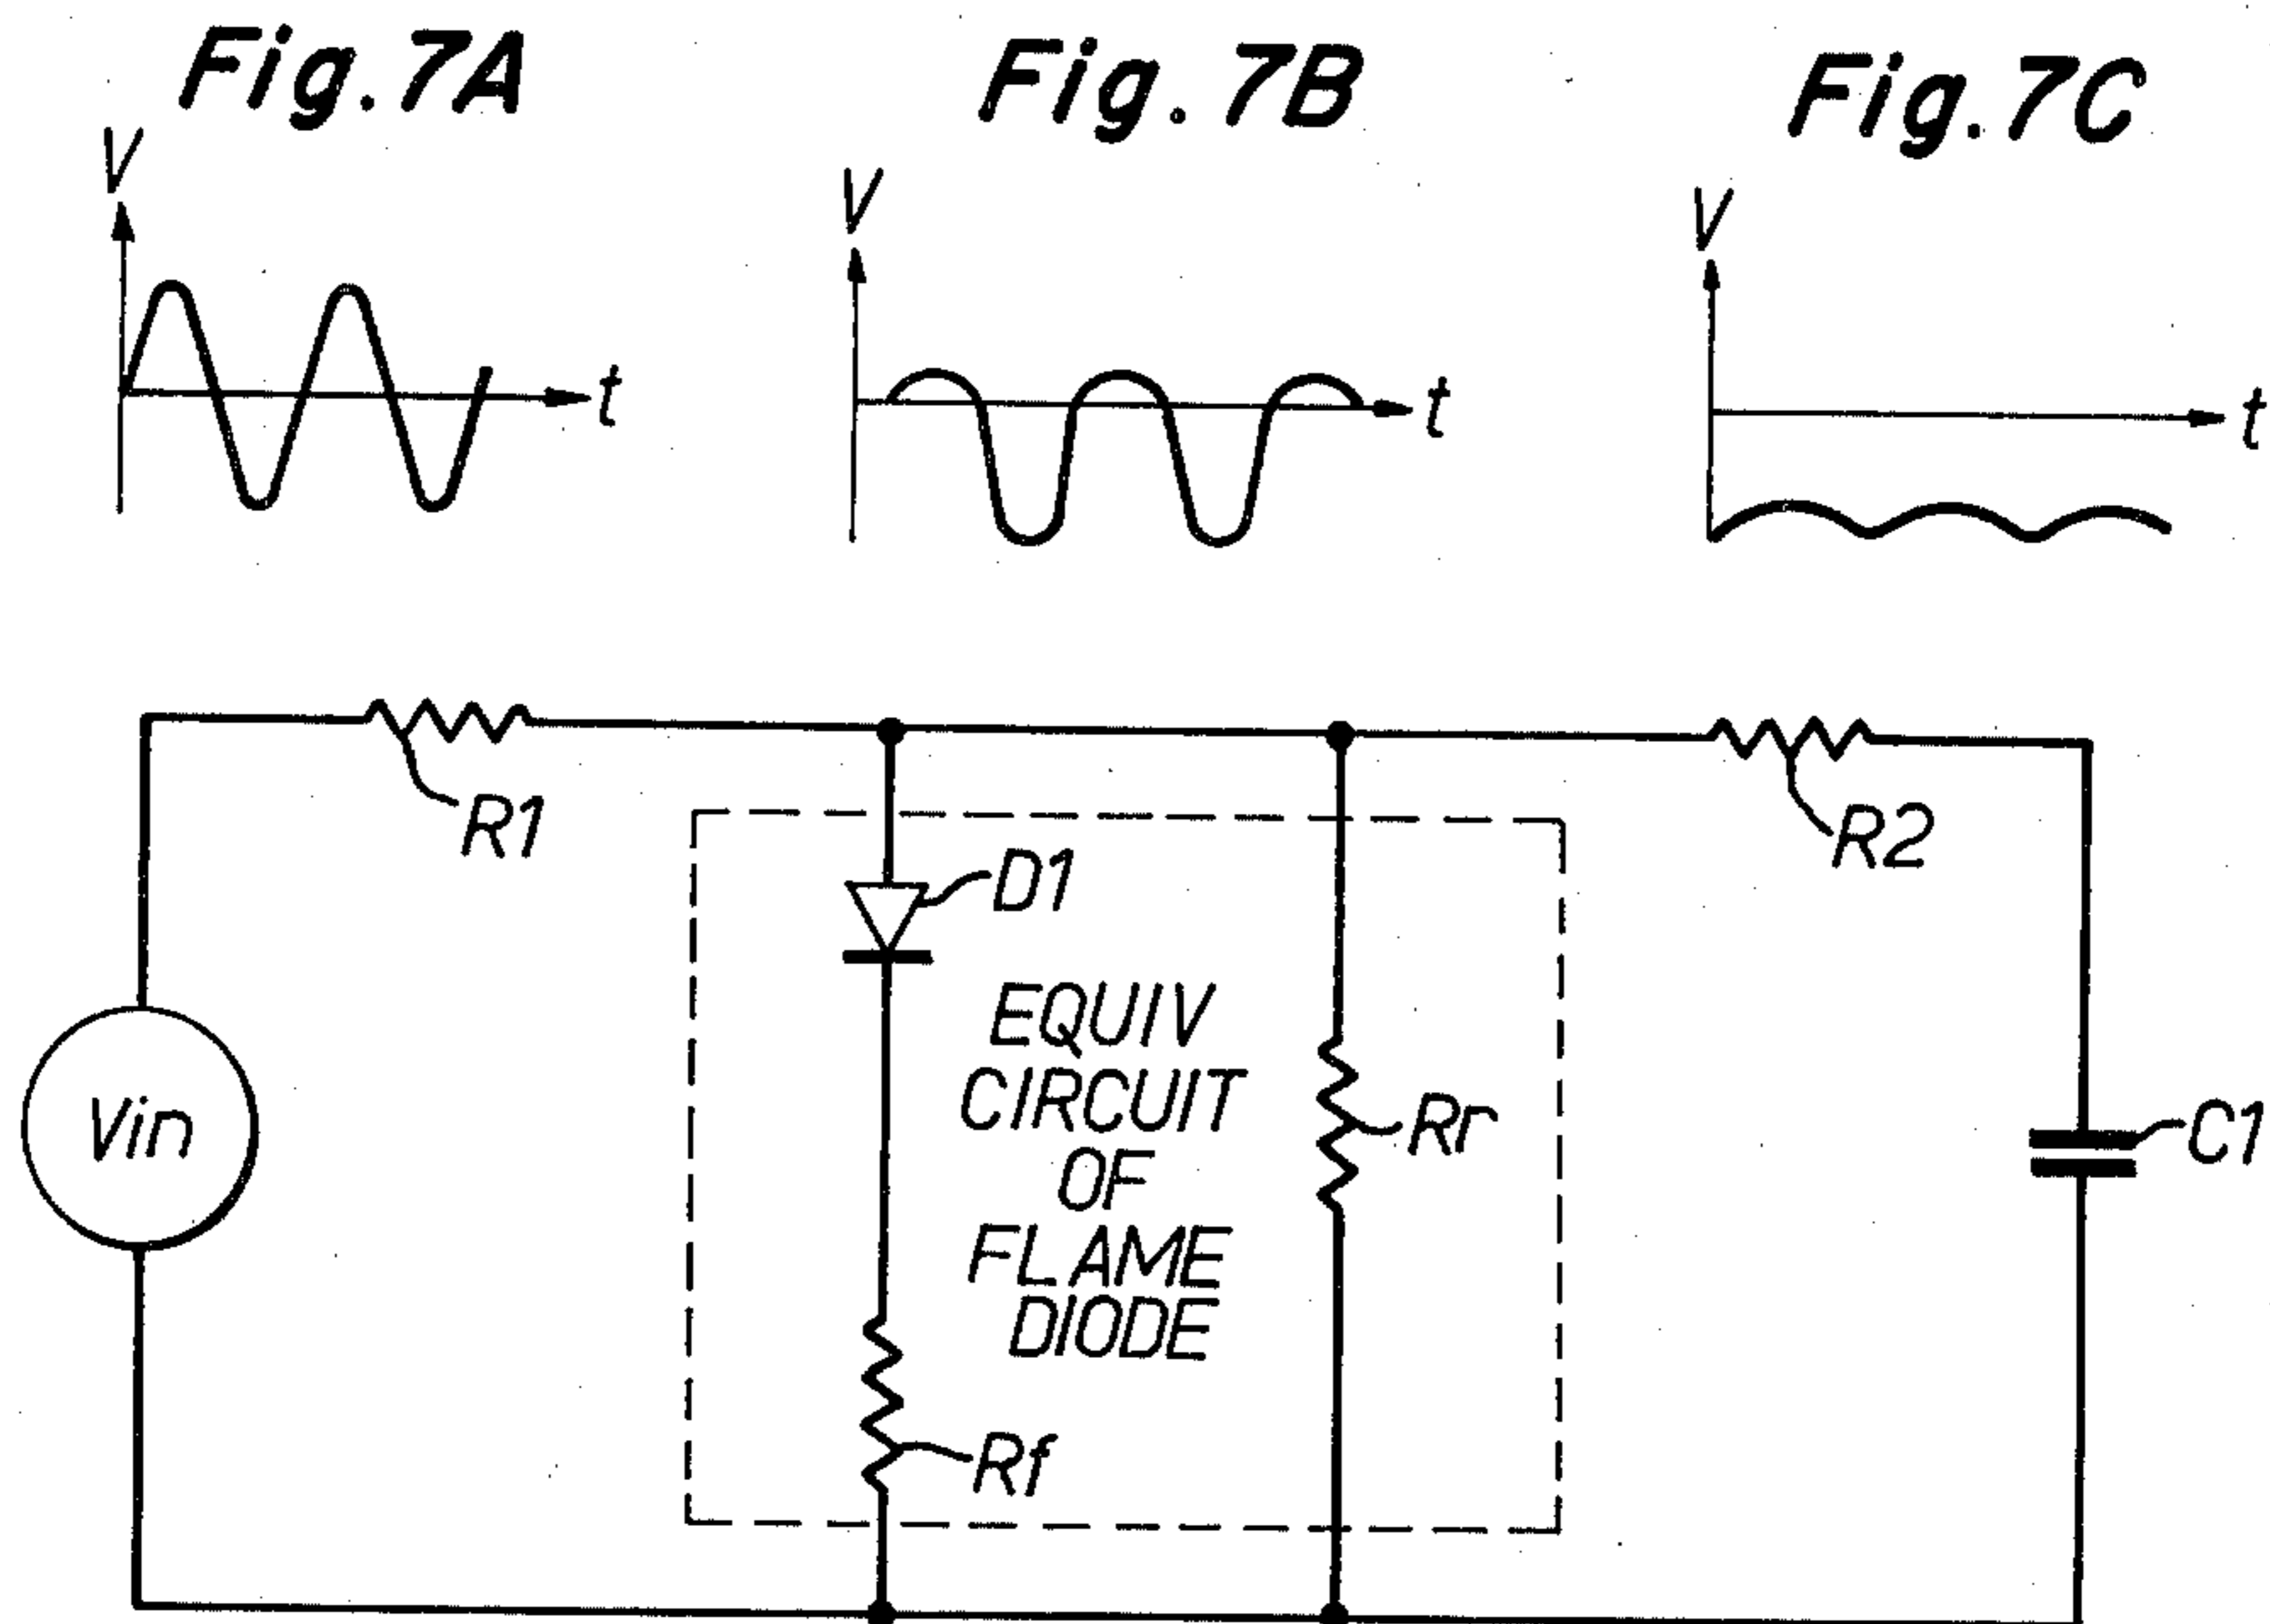 Fig. 7A
Fig. 7B
Fig. 7C
V
V
V
t
t
t
R1
R2
D1
EQUIV
CIRCUIT
OF
FLAME
DIODE
Vin
Rr
C1
Rf